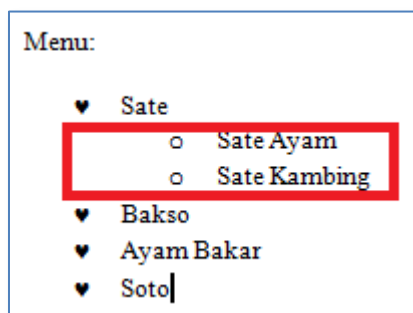 Menu:
♥ Sate
o Sate Ayam
o Sate Kambing
♥ Bakso
♥ Ayam Bakar
♥ Soto